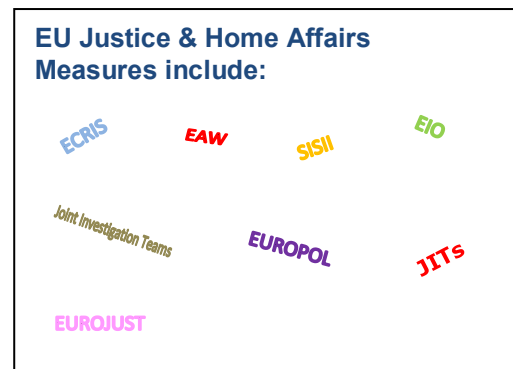 EU Justice & Home Affairs
Measures include:
ECRIS
EAW
SISII
EIO
Joint Investigation Teams
EUROPOL
JITs
EUROJUST